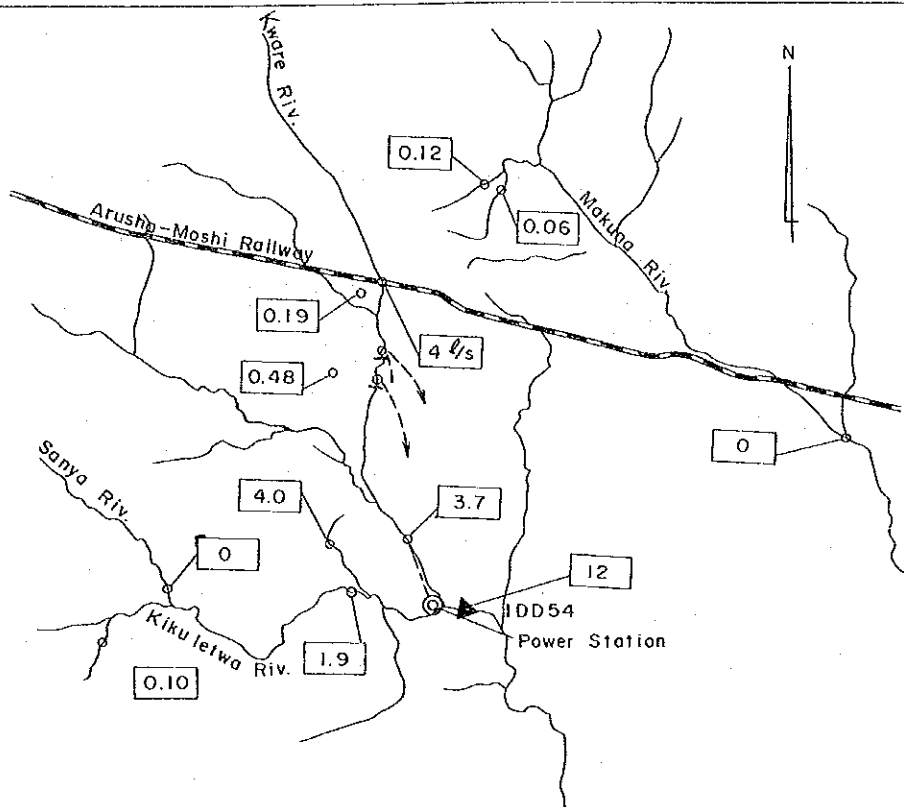 Kware Riv.
N
0.12
0.06
Makuna Riv.
Arusha-Moshi Railway
0.19
4 l/s
0.48
1
0
Sanya Riv.
4.0
3.7
0
12
1DD54
Power Station
Kikuletwa Riv.
1.9
0.10